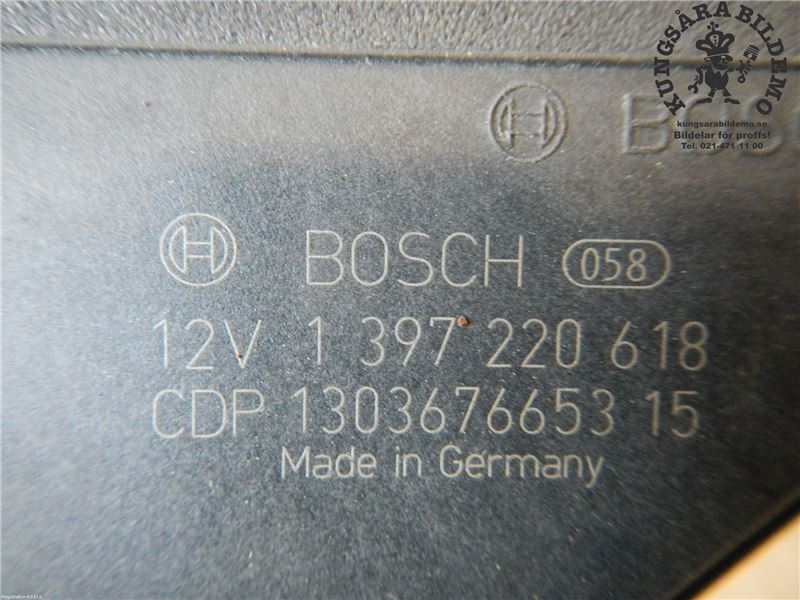 KUNGSÅRA BILDEMO
kungsarabildemo.se
Bildelar för proffs!
Tel. 021-471 11 00
BOSC
BOSCH 058
12V 1 397 220 618
CDP 1303676653 15
Made in Germany